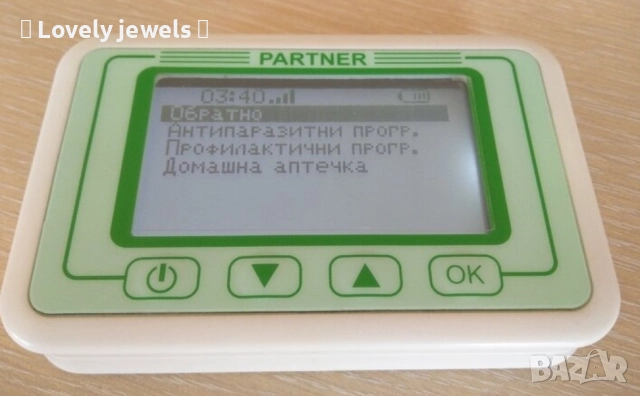 Lovely jewels
PARTNER
03:40
Обратно
Антипаразитни прогр.
Профилактични прогр.
Домашна аптечка
OK
BAZAR